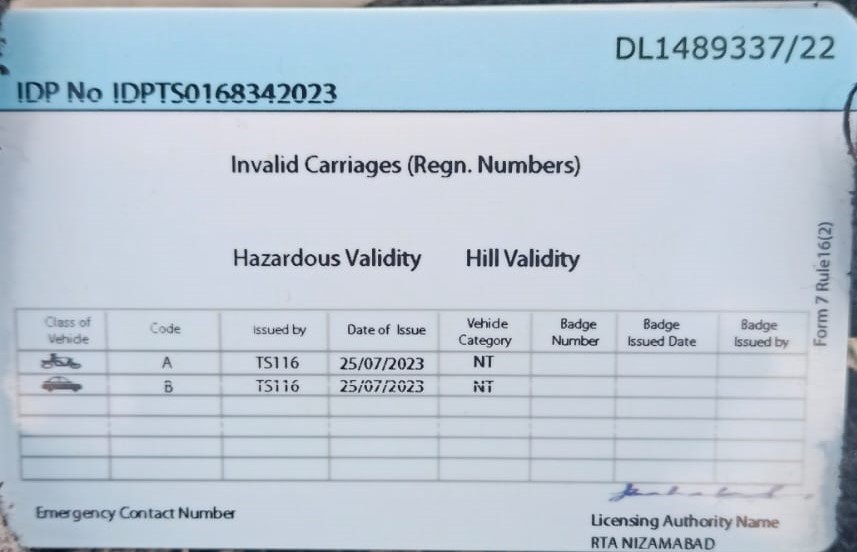 DL1489337/22
IDP No IDPTS0168342023
Invalid Carriages (Regn. Numbers)
Hazardous Validity Hill Validity
Form 7 Rule16(2)
Class of Vehicle Code Issued by Date of Issue Vehicle Category Badge Number Badge Issued Date Badge Issued by
A TS116 25/07/2023 NT
B TS116 25/07/2023 NT
Emergency Contact Number
Licensing Authority Name
RTA NIZAMABAD